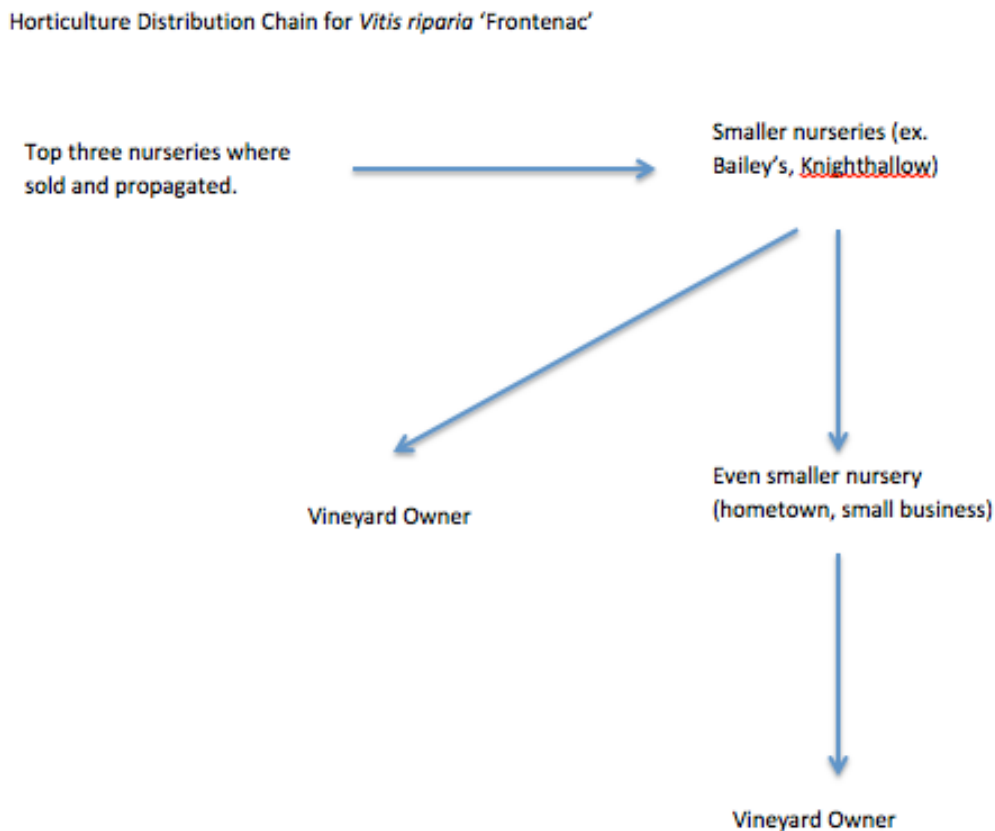 Horticulture Distribution Chain for Vitis riparia ‘Frontenac’
Top three nurseries where
sold and propagated.
Smaller nurseries (ex.
Bailey’s, Knighthallow)
Vineyard Owner
Even smaller nursery
(hometown, small business)
Vineyard Owner